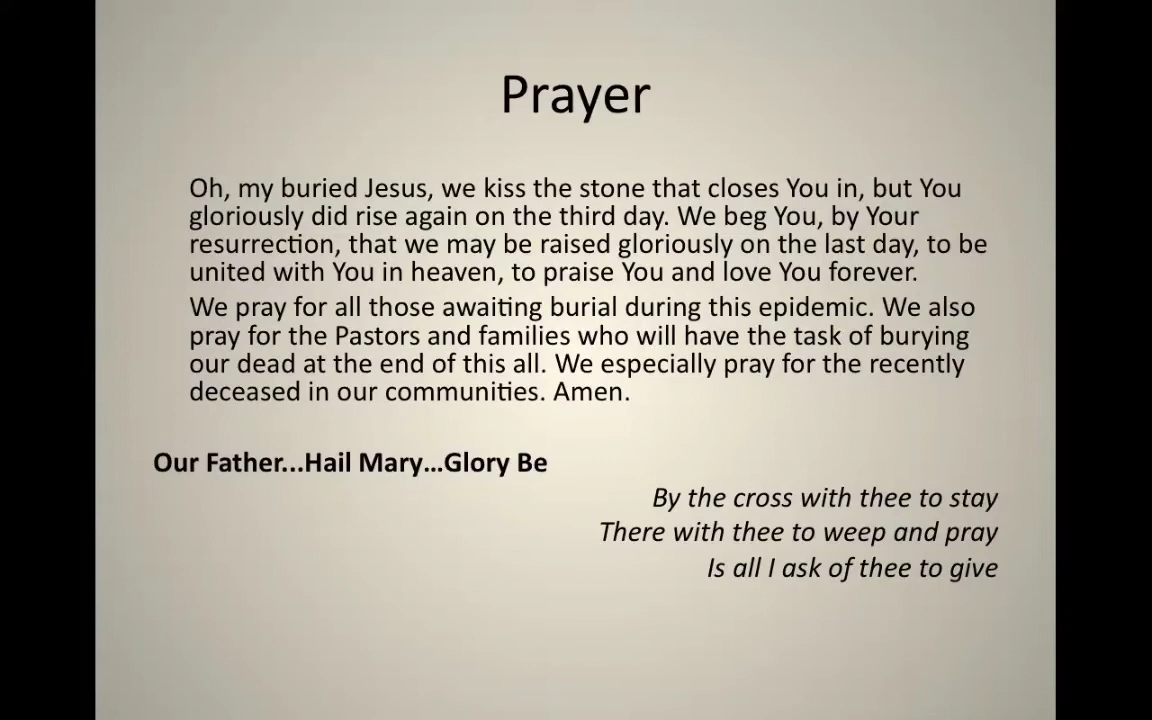 Prayer
Oh, my buried Jesus, we kiss the stone that closes You in, but You
gloriously did rise again on the third day. We beg You, by Your
resurrection, that we may be raised gloriously on the last day, to be
united with You in heaven, to praise You and love You forever.
We pray for all those awaiting burial during this epidemic. We also
pray for the Pastors and families who will have the task of burying
our dead at the end of this all. We especially pray for the recently
deceased in our communities. Amen.
Our Father...Hail Mary...Glory Be
By the cross with thee to stay
There with thee to weep and pray
Is all I ask of thee to give